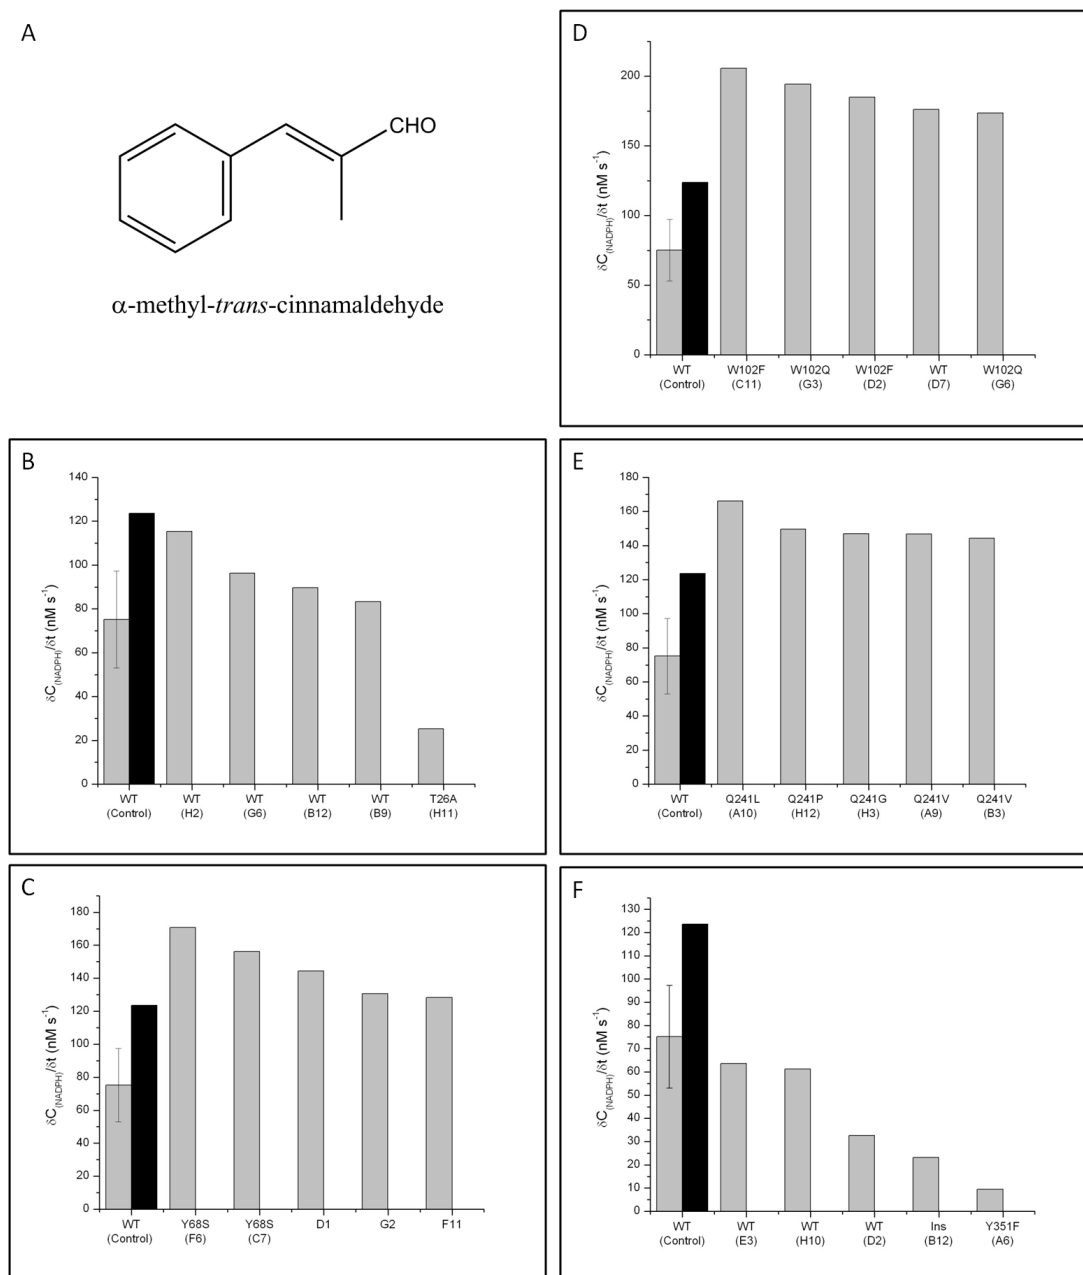 A
CHO
α-methyl-trans-cinnamaldehyde
B
δC(NADPH)/δt (nM s-1)
140
120
100
80
60
40
20
0
WT WT WT WT WT T26A
(Control) (H2) (G6) (B12) (B9) (H11)
C
δC(NADPH)/δt (nM s-1)
180
160
140
120
100
80
60
40
20
0
WT Y68S Y68S D1 G2 F11
(Control) (F6) (C7)
D
δC(NADPH)/δt (nM s-1)
200
150
100
50
0
WT W102F W102Q W102F WT W102Q
(Control) (C11) (G3) (D2) (D7) (G6)
E
δC(NADPH)/δt (nM s-1)
180
160
140
120
100
80
60
40
20
0
WT Q241L Q241P Q241G Q241V Q241V
(Control) (A10) (H12) (H3) (A9) (B3)
F
δC(NADPH)/δt (nM s-1)
130
120
110
100
90
80
70
60
50
40
30
20
10
0
WT WT WT WT Ins Y351F
(Control) (E3) (H10) (D2) (B12) (A6)